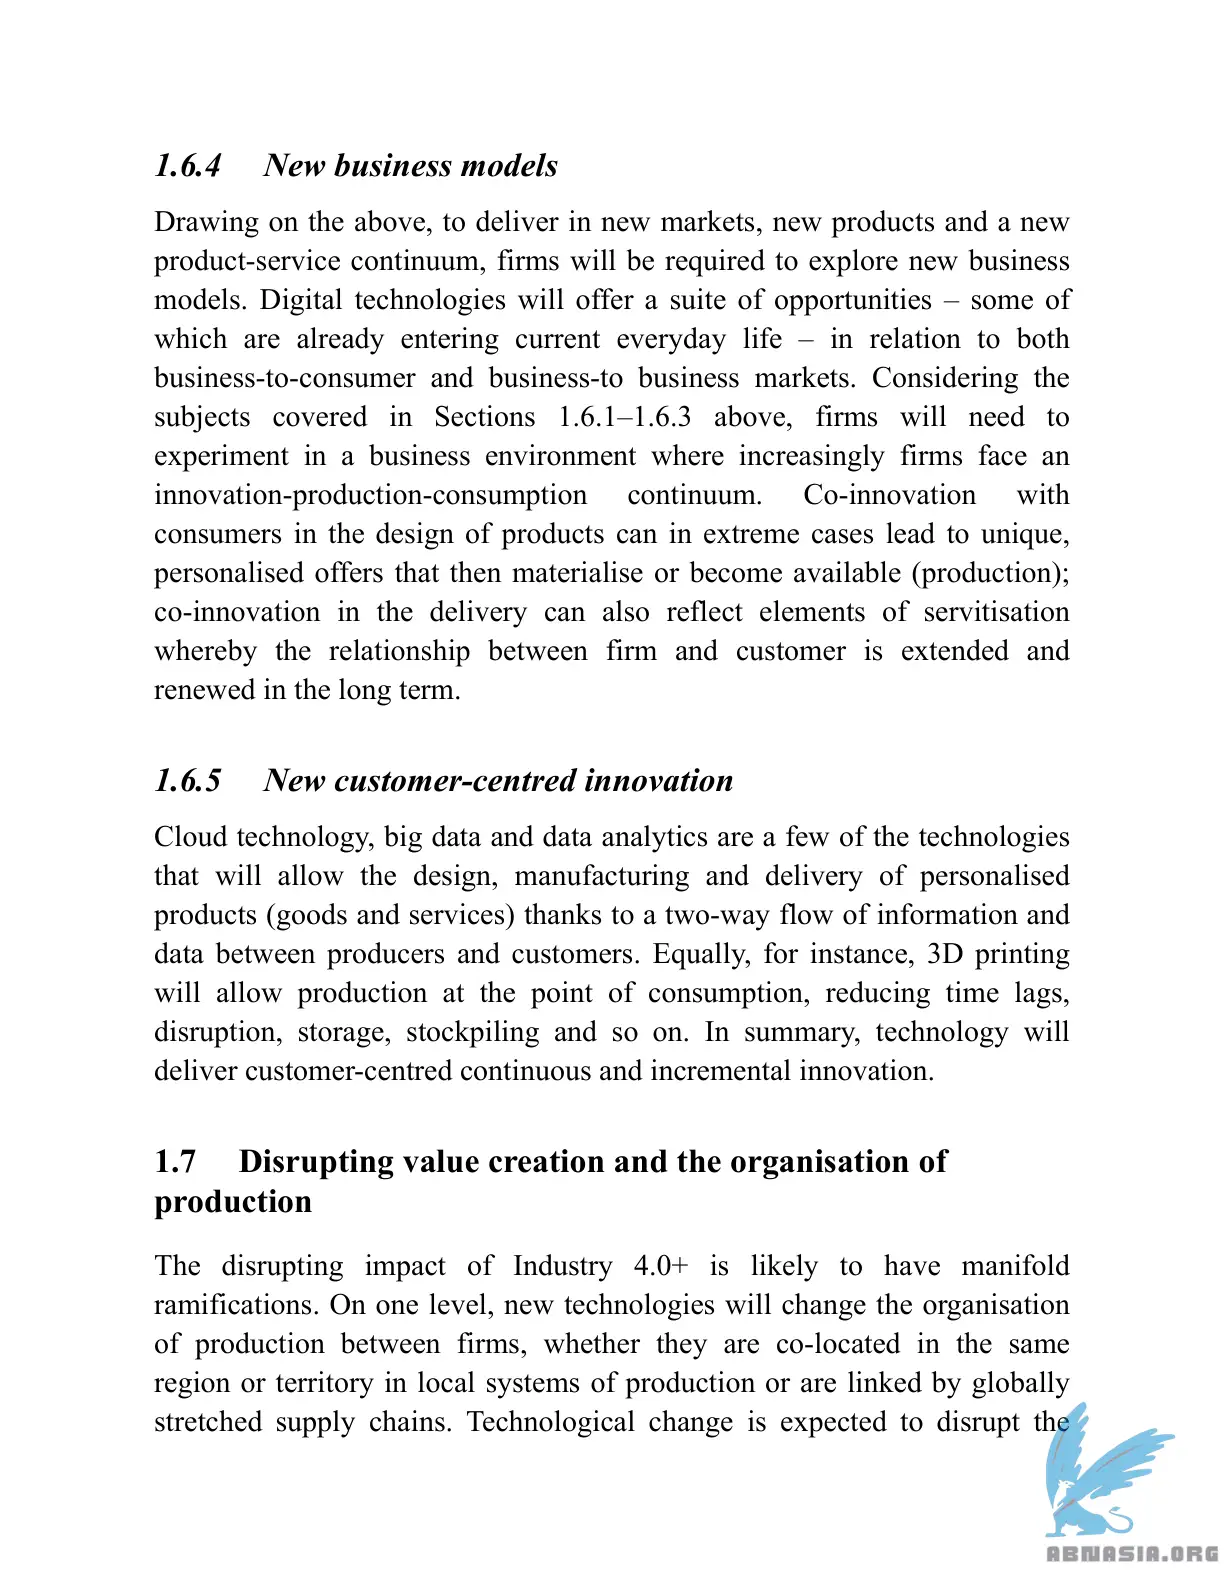 1.6.4 New business models
Drawing on the above, to deliver in new markets, new products and a new
product-service continuum, firms will be required to explore new business
models. Digital technologies will offer a suite of opportunities – some of
which are already entering current everyday life – in relation to both
business-to-consumer and business-to business markets. Considering the
subjects covered in Sections 1.6.1–1.6.3 above, firms will need to
experiment in a business environment where increasingly firms face an
innovation-production-consumption continuum. Co-innovation with
consumers in the design of products can in extreme cases lead to unique,
personalised offers that then materialise or become available (production);
co-innovation in the delivery can also reflect elements of servitisation
whereby the relationship between firm and customer is extended and
renewed in the long term.
1.6.5 New customer-centred innovation
Cloud technology, big data and data analytics are a few of the technologies
that will allow the design, manufacturing and delivery of personalised
products (goods and services) thanks to a two-way flow of information and
data between producers and customers. Equally, for instance, 3D printing
will allow production at the point of consumption, reducing time lags,
disruption, storage, stockpiling and so on. In summary, technology will
deliver customer-centred continuous and incremental innovation.
1.7 Disrupting value creation and the organisation of
production
The disrupting impact of Industry 4.0+ is likely to have manifold
ramifications. On one level, new technologies will change the organisation
of production between firms, whether they are co-located in the same
region or territory in local systems of production or are linked by globally
stretched supply chains. Technological change is expected to disrupt the
ABNASIA.ORG